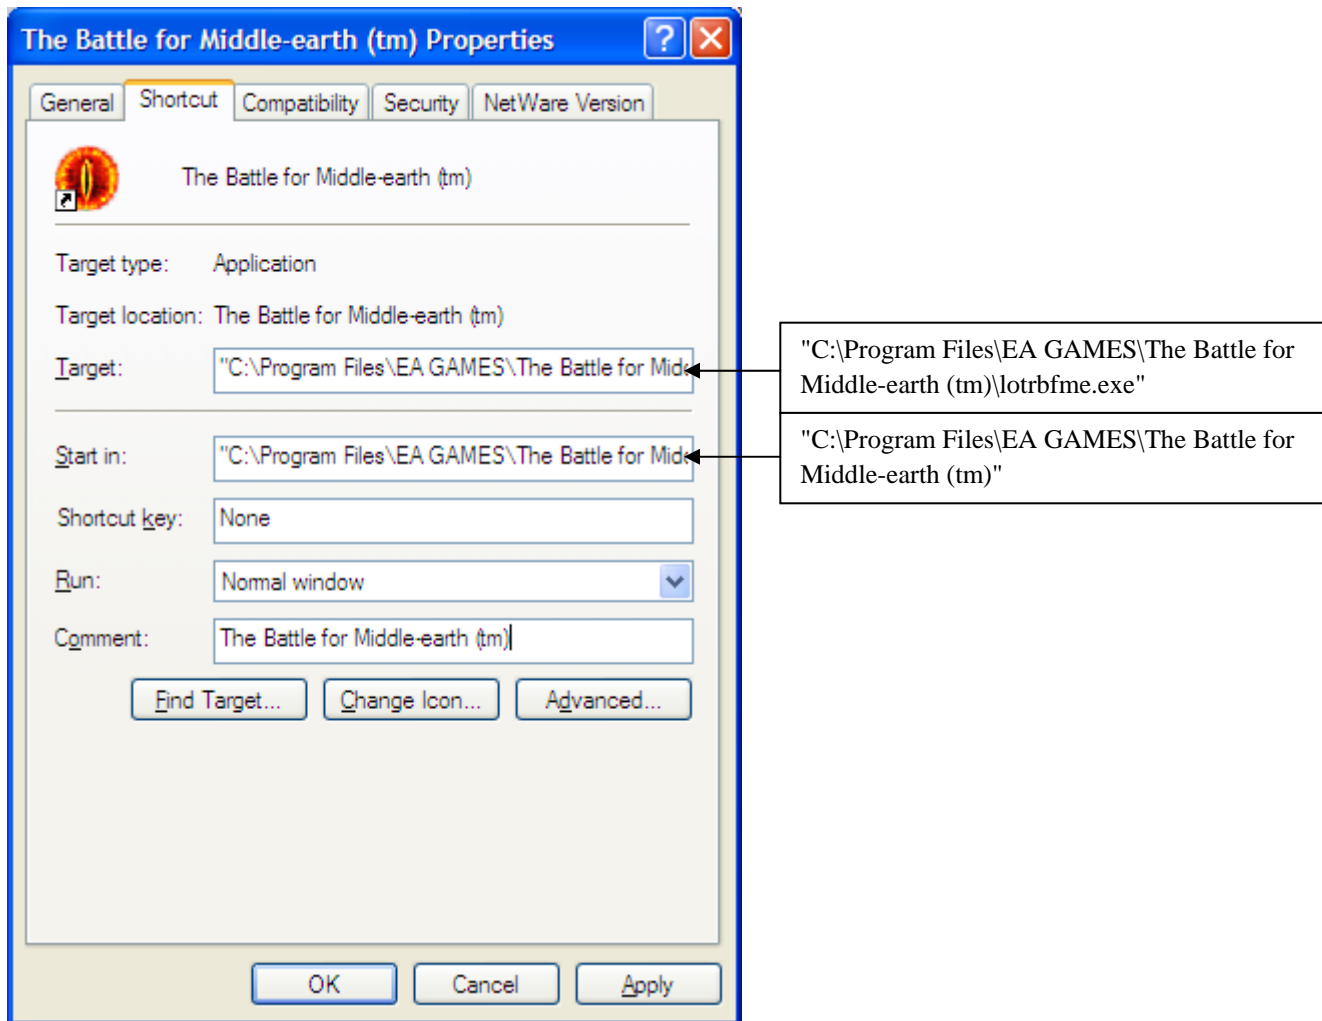 The Battle for Middle-earth (tm) Properties
General Shortcut Compatibility Security NetWare Version
The Battle for Middle-earth (tm)
Target type: Application
Target location: The Battle for Middle-earth (tm)
Target: "C:\Program Files\EA GAMES\The Battle for Midd
"C:\Program Files\EA GAMES\The Battle for
Middle-earth (tm)\lotrbfme.exe"
Start in: "C:\Program Files\EA GAMES\The Battle for Midd
"C:\Program Files\EA GAMES\The Battle for
Middle-earth (tm)"
Shortcut key: None
Run: Normal window
Comment: The Battle for Middle-earth (tm)
Find Target... Change Icon... Advanced...
OK Cancel Apply